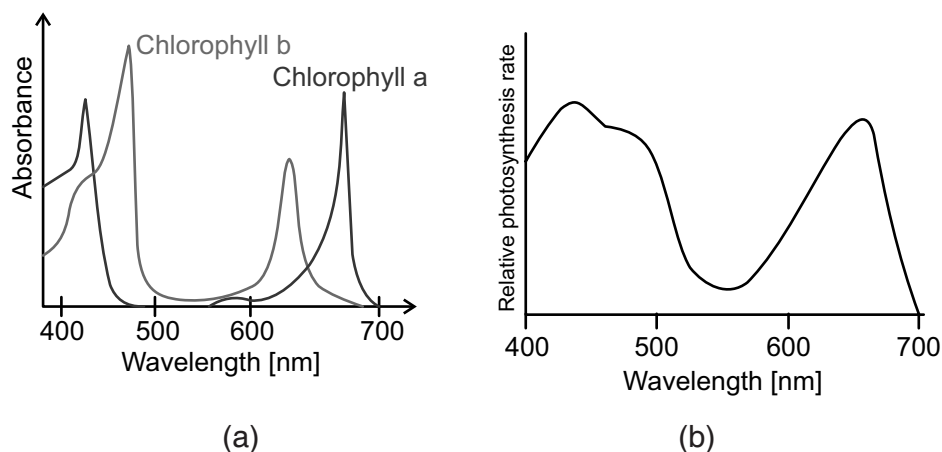 Chlorophyll b
Chlorophyll a
Absorbance
400 500 600 700
Wavelength [nm]
(a)
Relative photosynthesis rate
400 500 600 700
Wavelength [nm]
(b)